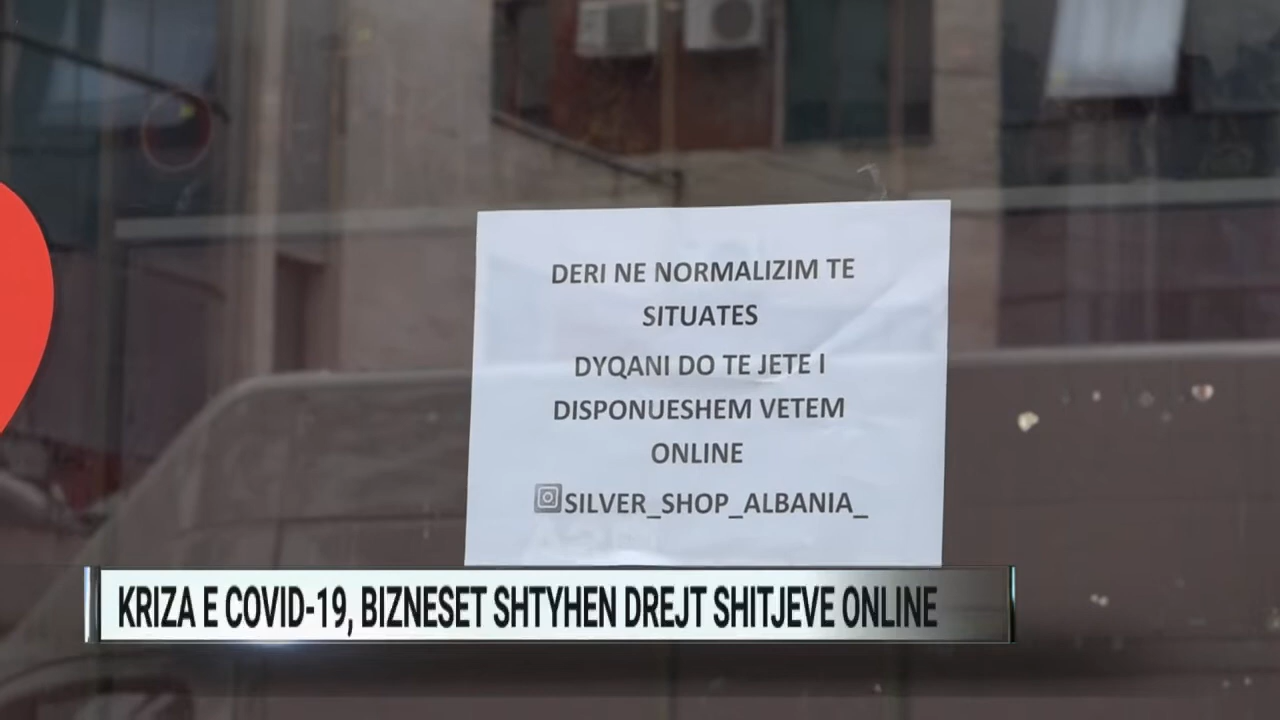 DERI NE NORMALIZIM TE
SITUATES
DYQANI DO TE JETE I
DISPONUESHEM VETEM
ONLINE
SILVER_SHOP_ALBANIA_
KRIZA E COVID-19, BIZNESET SHTYHEN DREJT SHITJEVE ONLINE